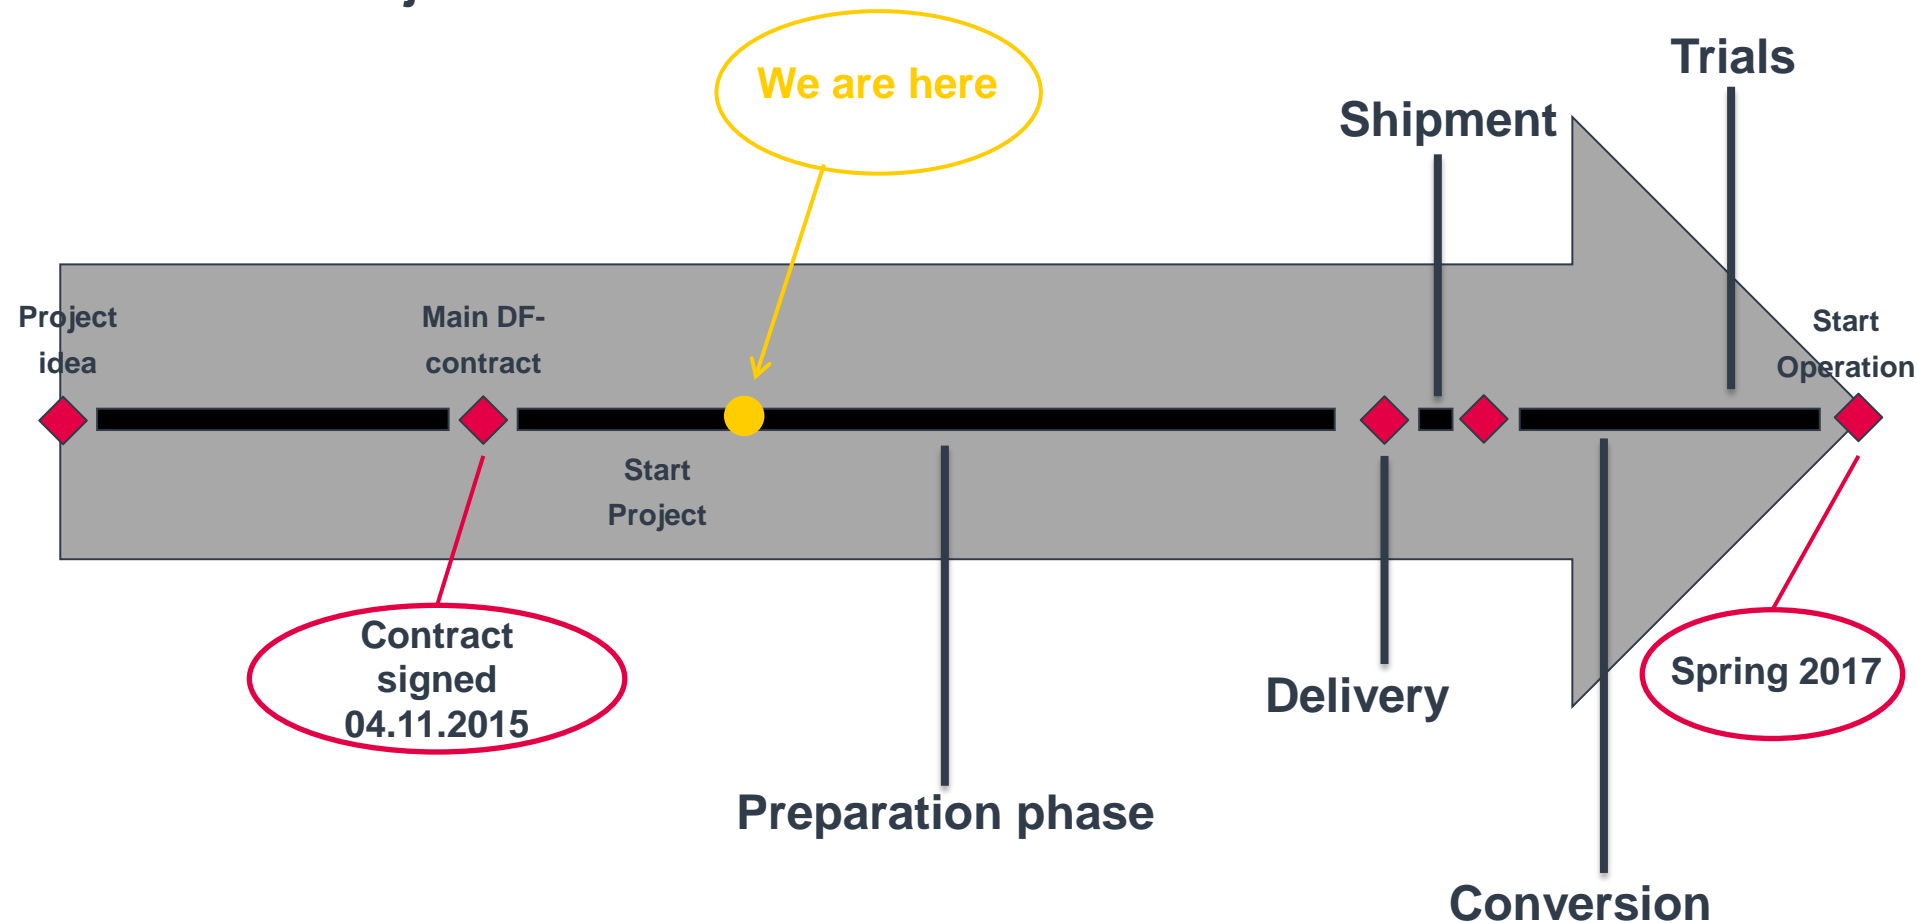 We are here
Trials
Shipment
Project
idea
Main DF-
contract
Start
Operation
Start
Project
Contract
signed
04.11.2015
Spring 2017
Delivery
Preparation phase
Conversion